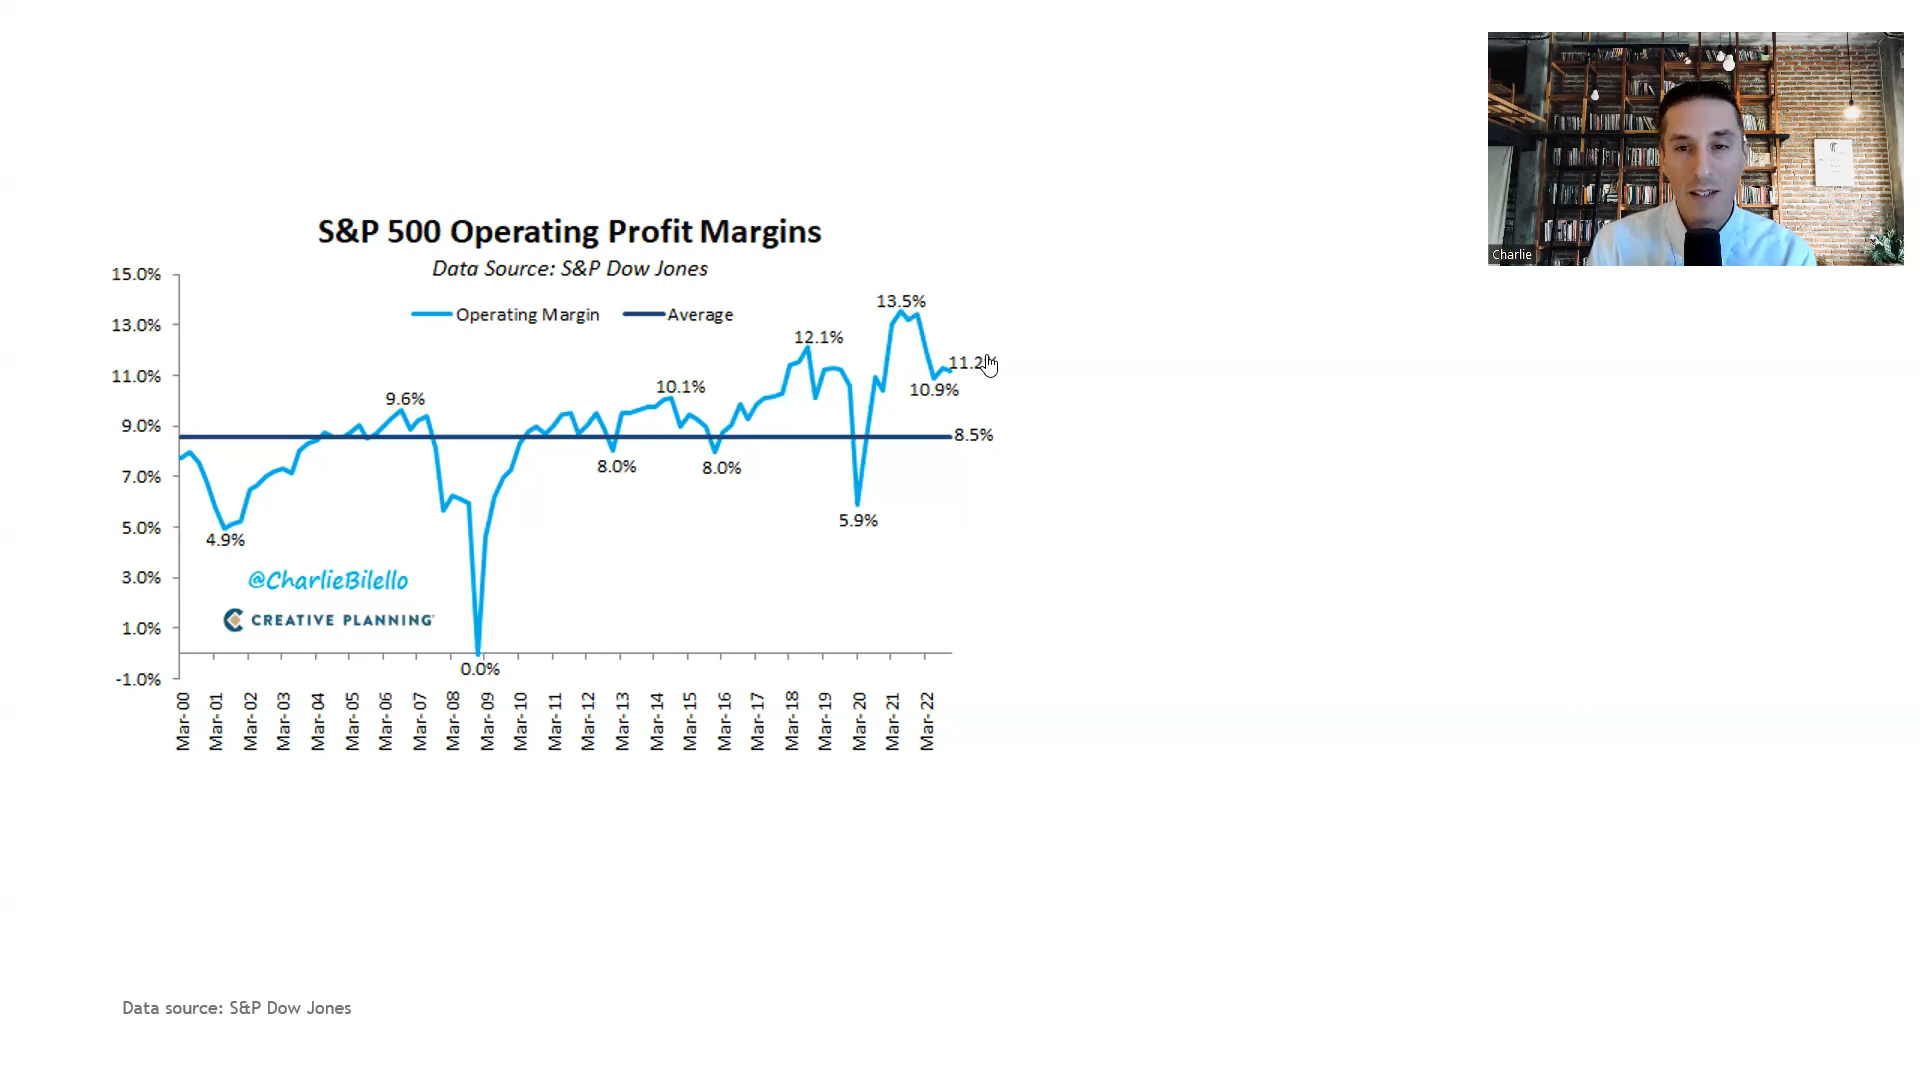 S&P 500 Operating Profit Margins
Data Source: S&P Dow Jones
Operating Margin
Average
15.0%
13.0%
11.0%
9.0%
7.0%
5.0%
3.0%
1.0%
-1.0%
4.9%
9.6%
0.0%
8.0%
10.1%
8.0%
12.1%
5.9%
13.5%
10.9%
8.5%
@CharlieBilello
CREATIVE PLANNING
Mar-00
Mar-01
Mar-02
Mar-03
Mar-04
Mar-05
Mar-06
Mar-07
Mar-08
Mar-09
Mar-10
Mar-11
Mar-12
Mar-13
Mar-14
Mar-15
Mar-16
Mar-17
Mar-18
Mar-19
Mar-20
Mar-21
Mar-22
Charlie
Data source: S&P Dow Jones